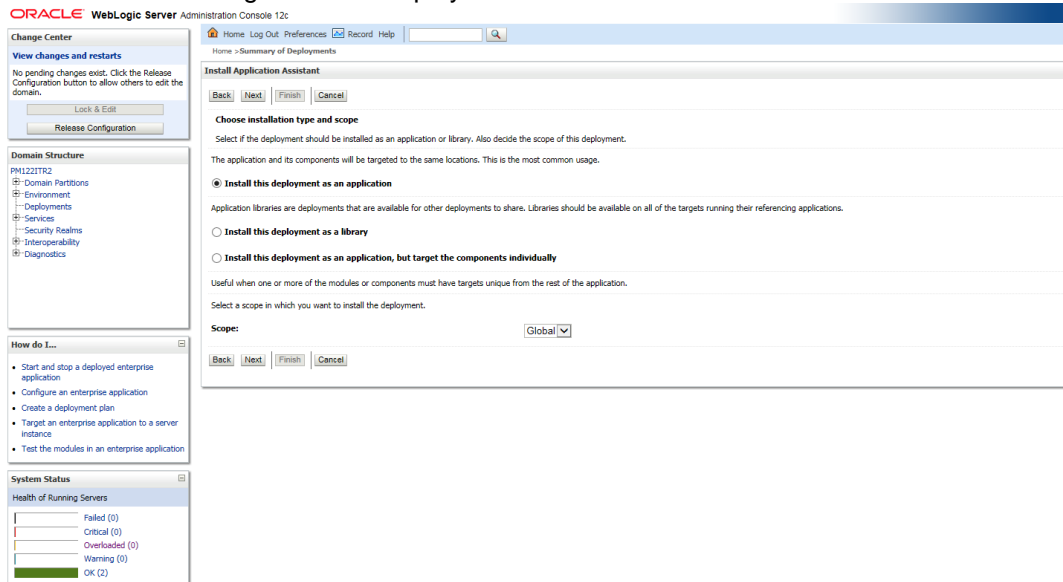 ORACLE WebLogic Server Administration Console 12c
Change Center
View changes and restarts
No pending changes exist. Click the Release
Configuration button to allow others to edit the
domain.
Lock & Edit
Release Configuration
Domain Structure
PM122ITR2
Domain Partitions
Environment
Deployments
Services
Security Realms
Interoperability
Diagnostics
How do I...
Start and stop a deployed enterprise
application
Configure an enterprise application
Create a deployment plan
Target an enterprise application to a server
instance
Test the modules in an enterprise application
System Status
Health of Running Servers
Failed (0)
Critical (0)
Overloaded (0)
Warning (0)
OK (2)
Home Log Out Preferences Record Help
Home >Summary of Deployments
Install Application Assistant
Back Next Finish Cancel
Choose installation type and scope
Select if the deployment should be installed as an application or library. Also decide the scope of this deployment.
The application and its components will be targeted to the same locations. This is the most common usage.
Install this deployment as an application
Application libraries are deployments that are available for other deployments to share. Libraries should be available on all of the targets running their referencing applications.
Install this deployment as a library
Install this deployment as an application, but target the components individually
Useful when one or more of the modules or components must have targets unique from the rest of the application.
Select a scope in which you want to install the deployment.
Scope: Global
Back Next Finish Cancel